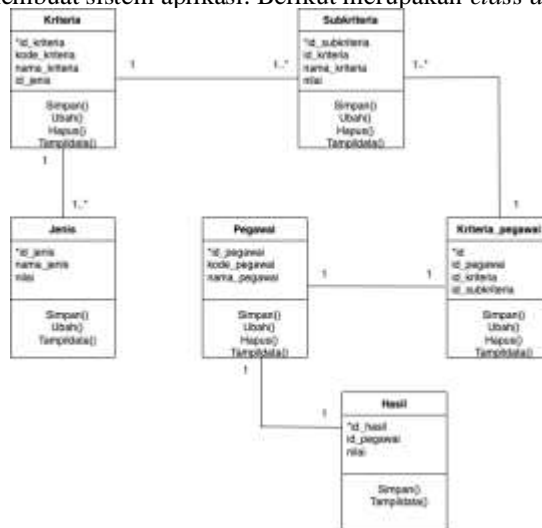 membuat sistem aplikasi. Berikut merupakan class
Kriteria
*id_kriteria
kode_kriteria
nama_kriteria
id_jenis
Simpan()
Ubah()
Hapus()
Tampildata()
1
1..*
Subkriteria
*id_subkriteria
id_kriteria
nama_kriteria
nilai
Simpan()
Ubah()
Hapus()
Tampildata()
1..*
1
1
1..*
Jenis
*id_jenis
nama_jenis
nilai
Simpan()
Ubah()
Tampildata()
Pegawai
*id_pegawai
kode_pegawai
nama_pegawai
Simpan()
Ubah()
Hapus()
Tampildata()
1
1
Kriteria_pegawai
*id
id_pegawai
id_kriteria
id_subkriteria
Simpan()
Ubah()
Hapus()
Tampildata()
1
1
Hasil
*id_hasil
id_pegawai
nilai
Simpan()
Tampildata()